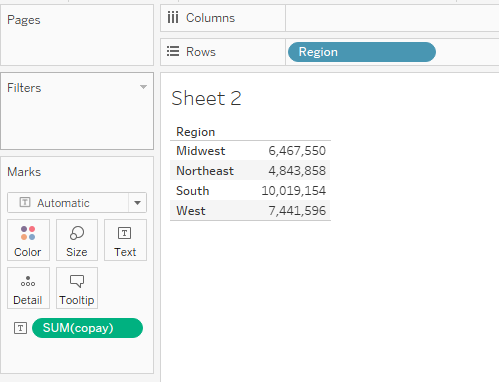 Pages
Columns
Rows
Region
Filters
Sheet 2
Region
Midwest 6,467,550
Northeast 4,843,858
South 10,019,154
West 7,441,596
Marks
T Automatic
Color Size T Text
Detail Tooltip
T SUM(copay)